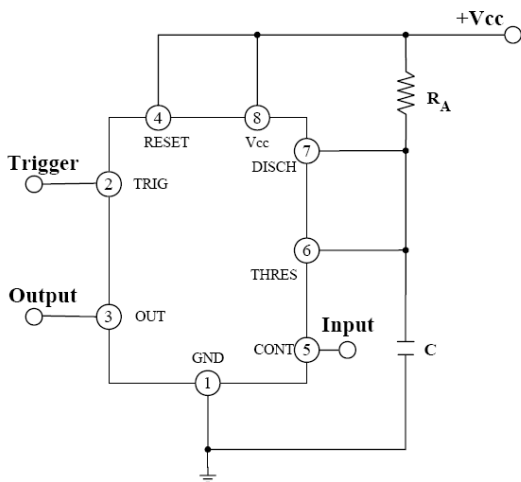 +Vcc
R_A
4
8
RESET
Vcc
7
DISCH
Trigger
2
TRIG
6
THRES
Output
3
OUT
Input
CONT
5
C
GND
1